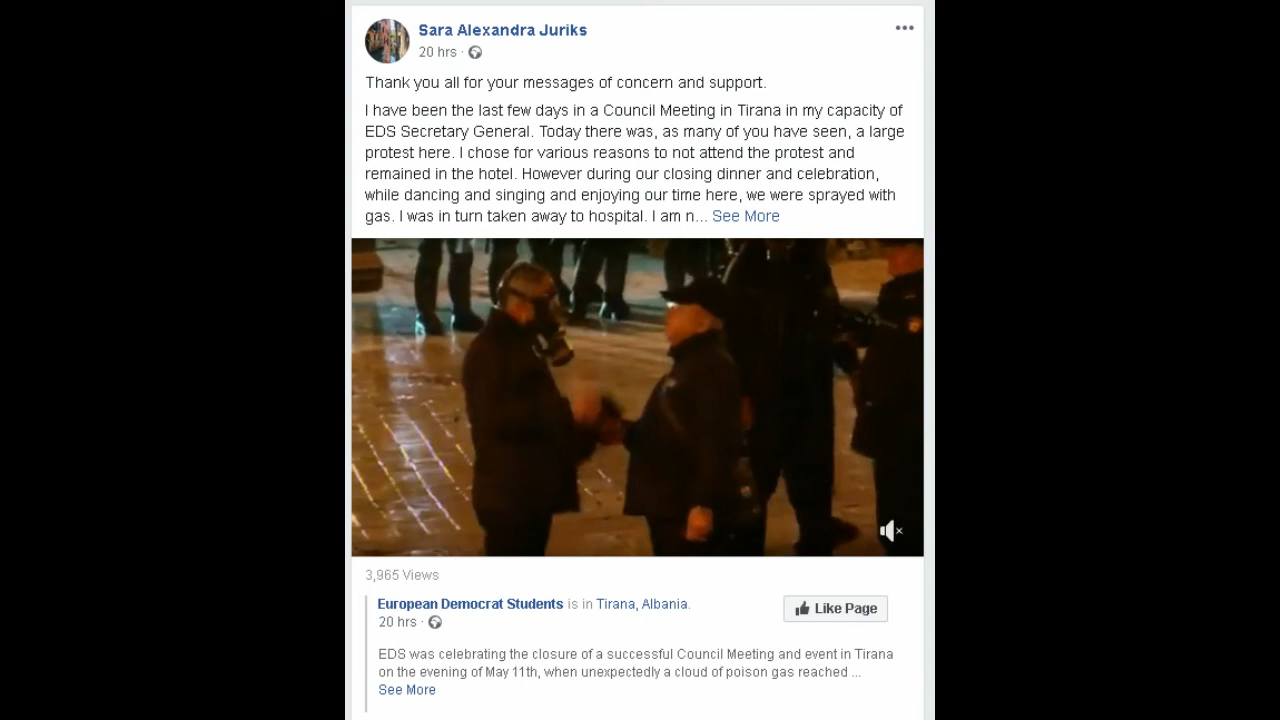 Sara Alexandra Juriks
20 hrs ·
Thank you all for your messages of concern and support.
I have been the last few days in a Council Meeting in Tirana in my capacity of
EDS Secretary General. Today there was, as many of you have seen, a large
protest here. I chose for various reasons to not attend the protest and
remained in the hotel. However during our closing dinner and celebration,
while dancing and singing and enjoying our time here, we were sprayed with
gas. I was in turn taken away to hospital. I am n... See More
3,965 Views
European Democrat Students is in Tirana, Albania.
Like Page
20 hrs ·
EDS was celebrating the closure of a successful Council Meeting and event in Tirana
on the evening of May 11th, when unexpectedly a cloud of poison gas reached ...
See More